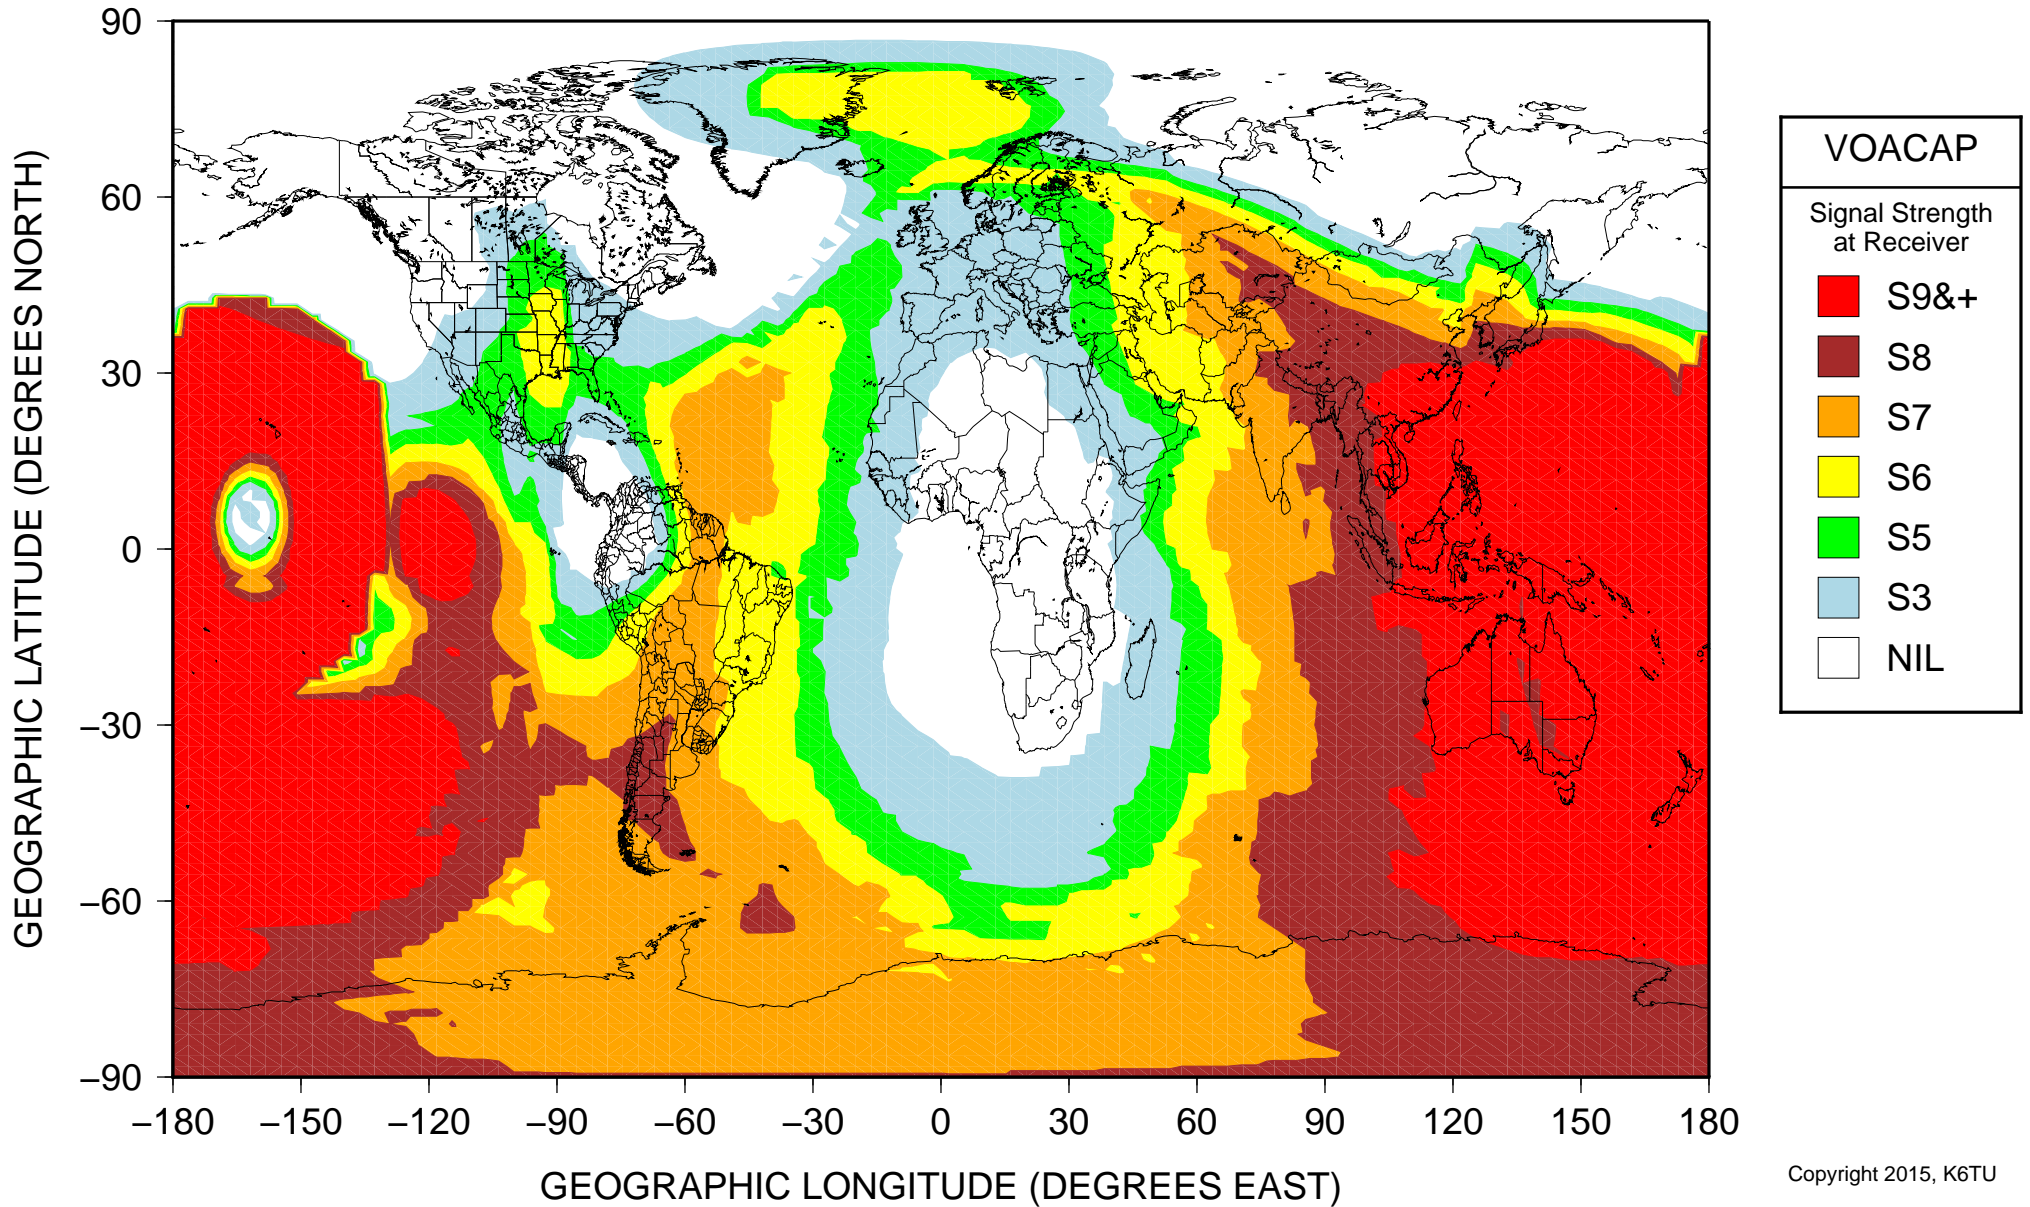 90
60
30
0
−30
−60
−90
GEOGRAPHIC LATITUDE (DEGREES NORTH)
−180 −150 −120 −90 −60 −30 0 30 60 90 120 150 180
GEOGRAPHIC LONGITUDE (DEGREES EAST)
VOACAP
Signal Strength
at Receiver
S9&+
S8
S7
S6
S5
S3
NIL
Copyright 2015, K6TU